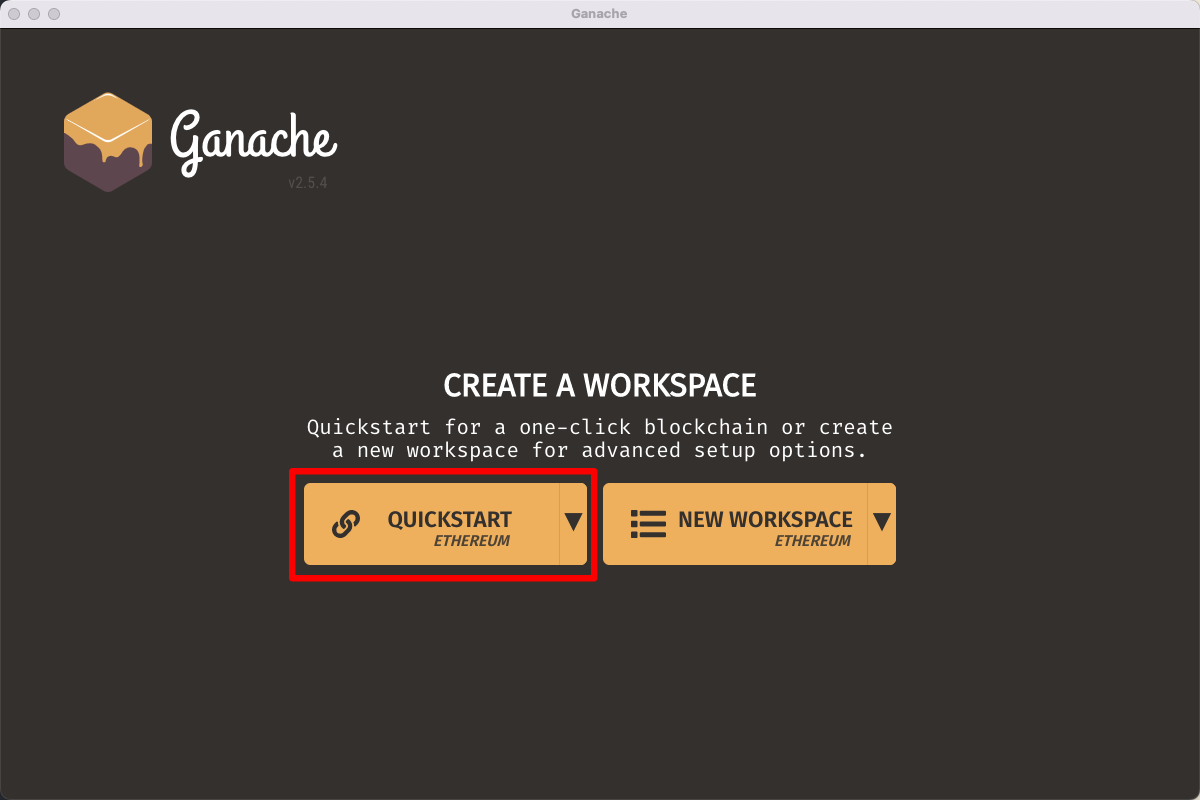 Ganache
Ganache
v2.5.4
CREATE A WORKSPACE
Quickstart for a one-click blockchain or create
a new workspace for advanced setup options.
QUICKSTART
ETHEREUM
NEW WORKSPACE
ETHEREUM